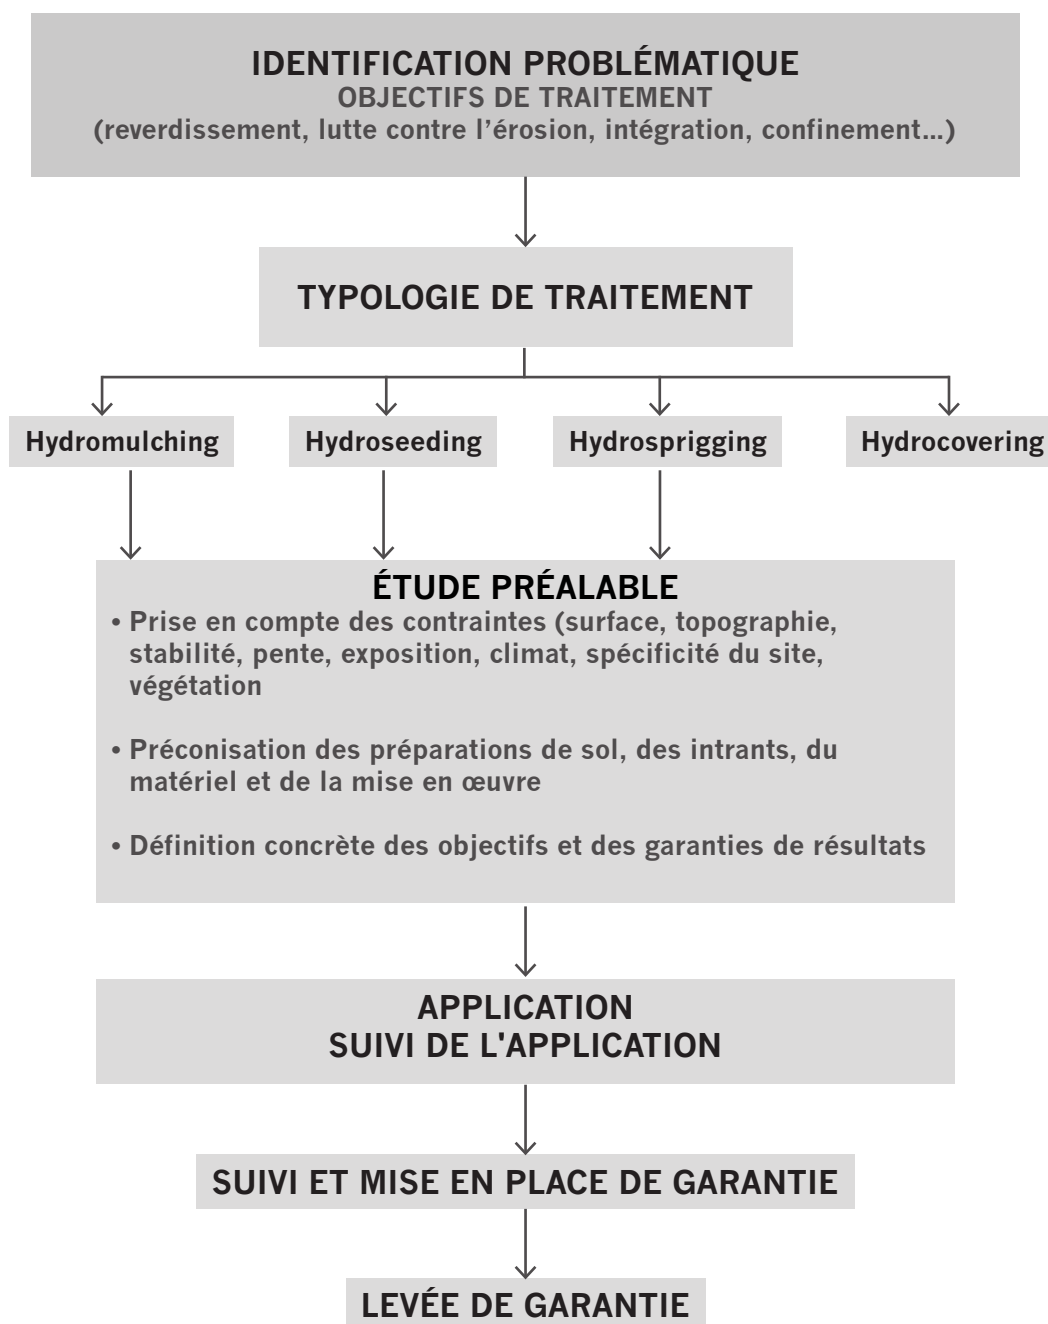 IDENTIFICATION PROBLÉMATIQUE
OBJECTIFS DE TRAITEMENT
(reverdissement, lutte contre l’érosion, intégration, confinement...)
TYPOLOGIE DE TRAITEMENT
Hydromulching
Hydroseeding
Hydrosprigging
Hydrocovering
ÉTUDE PRÉALABLE
• Prise en compte des contraintes (surface, topographie,
stabilité, pente, exposition, climat, spécificité du site,
végétation
• Préconisation des préparations de sol, des intrants, du
matériel et de la mise en œuvre
• Définition concrète des objectifs et des garanties de résultats
APPLICATION
SUIVI DE L'APPLICATION
SUIVI ET MISE EN PLACE DE GARANTIE
LEVÉE DE GARANTIE